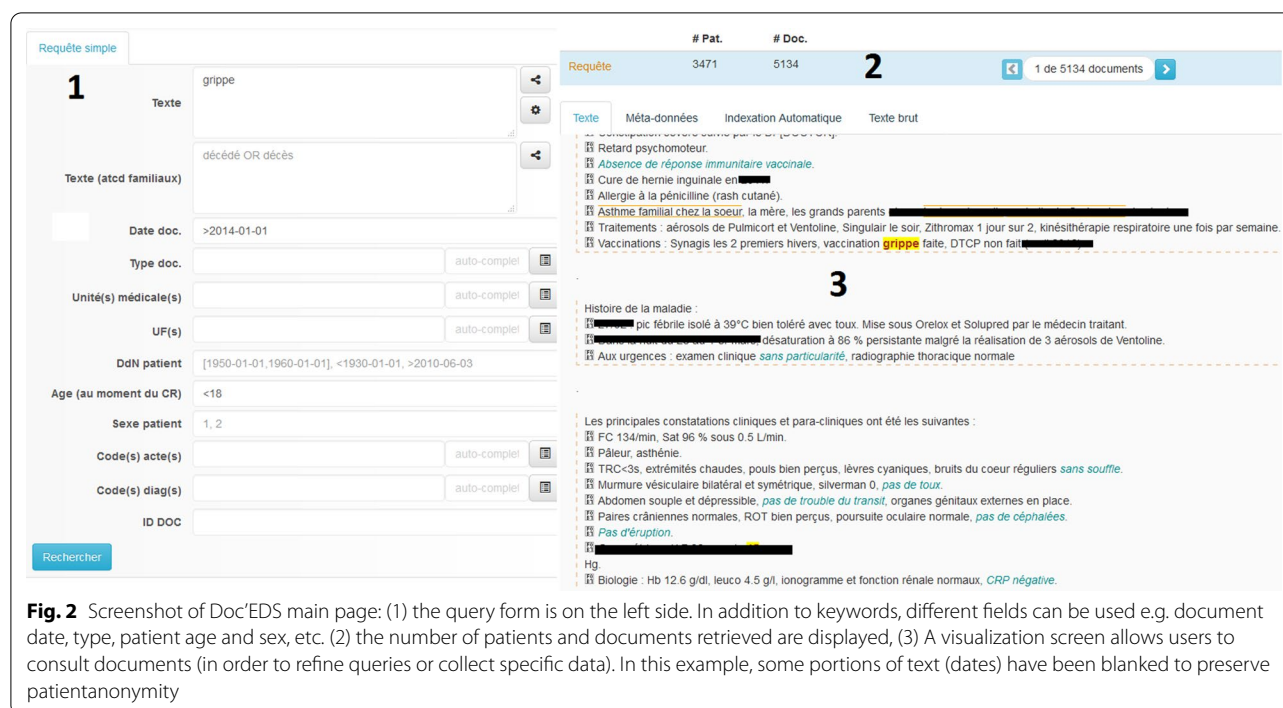 Requête simple
1
Texte
grippe
Texte (atcd familiaux)
décédé OR décès
Date doc.
>2014-01-01
Type doc.
auto-complet
Unité(s) médicale(s)
auto-complet
UF(s)
auto-complet
DdN patient
[1950-01-01,1960-01-01], <1930-01-01, >2010-06-03
Age (au moment du CR)
<18
Sexe patient
1, 2
Code(s) acte(s)
auto-complet
Code(s) diag(s)
auto-complet
ID DOC
Rechercher
# Pat. # Doc.
Requête 3471 5134 2 1 de 5134 documents
Texte Méta-données Indexation Automatique Texte brut
Retard psychomoteur.
Absence de réponse immunitaire vaccinale.
Cure de hernie inguinale en
Allergie à la pénicilline (rash cutané).
Asthme familial chez la soeur, la mère, les grands parents
Traitements : aérosols de Pulmicort et Ventoline, Singulair le soir, Zithromax 1 jour sur 2, kinésithérapie respiratoire une fois par semaine.
Vaccinations : Synagis les 2 premiers hivers, vaccination grippe faite, DTCP non fait
.
3
Histoire de la maladie :
pic fébrile isolé à 39°C bien toléré avec toux. Mise sous Orelox et Solupred par le médecin traitant.
désaturation à 86 % persistante malgré la réalisation de 3 aérosols de Ventoline.
Aux urgences : examen clinique sans particularité, radiographie thoracique normale
.
Les principales constatations cliniques et para-cliniques ont été les suivantes :
FC 134/min, Sat 96 % sous 0.5 L/min.
Pâleur, asthénie.
TRC<3s, extrémités chaudes, pouls bien perçus, lèvres cyaniques, bruits du coeur réguliers sans souffle.
Murmure vésiculaire bilatéral et symétrique, silverman 0, pas de toux.
Abdomen souple et dépressible, pas de trouble du transit, organes génitaux externes en place.
Paires crâniennes normales, ROT bien perçus, poursuite oculaire normale, pas de céphalées.
Pas d'éruption.
Hg.
Biologie : Hb 12.6 g/dl, leuco 4.5 g/l, ionogramme et fonction rénale normaux, CRP négative.
Fig. 2 Screenshot of Doc'EDS main page: (1) the query form is on the left side. In addition to keywords, different fields can be used e.g. document
date, type, patient age and sex, etc. (2) the number of patients and documents retrieved are displayed, (3) A visualization screen allows users to
consult documents (in order to refine queries or collect specific data). In this example, some portions of text (dates) have been blanked to preserve
patientanonymity